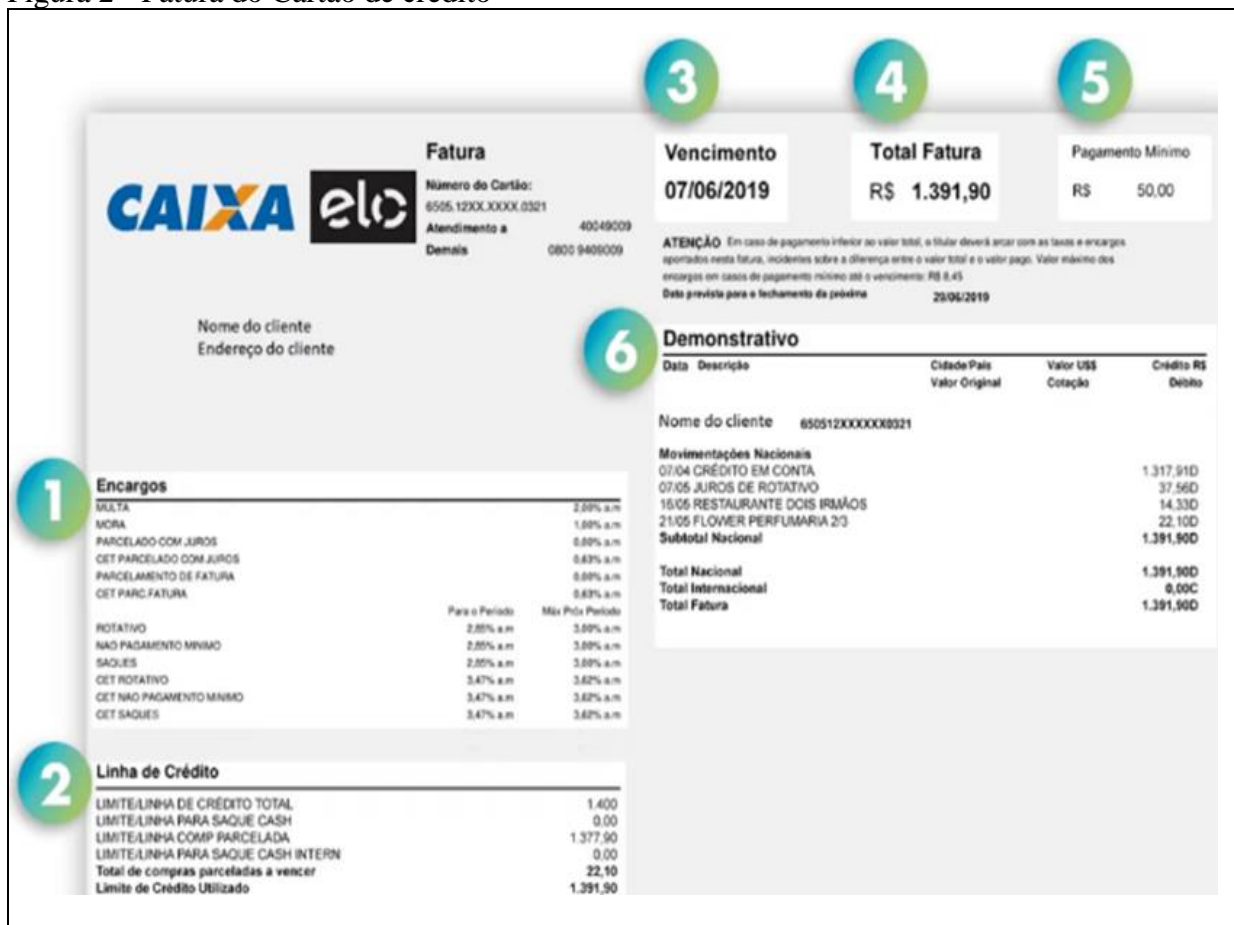 Figura 2 - Fatura do Cartão de crédito
3
4
5
CAIXA elo
Fatura
Número do Cartão:
6505.12XX.XXXX.0321
Atendimento a 40049009
Demais 0800 9409009
Vencimento
07/06/2019
Total Fatura
R$ 1.391,90
Pagamento Mínimo
R$ 50,00
ATENÇÃO Em caso de pagamento inferior ao valor total, o titular deverá arcar com as taxas e encargos
apontados nesta fatura, incidentes sobre a diferença entre o valor total e o valor pago. Valor máximo dos
encargos em casos de pagamento mínimo até o vencimento: R$ 8,45
Data prevista para o fechamento da próxima 29/06/2019
Nome do cliente
Endereço do cliente
6
Demonstrativo
Data Descrição Cidade/País Valor US$ Crédito R$
Valor Original Cotação Débito
Nome do cliente 650512XXXXXX0321
Movimentações Nacionais
07/04 CRÉDITO EM CONTA 1.317,91D
07/05 JUROS DE ROTATIVO 37,56D
16/05 RESTAURANTE DOIS IRMÃOS 14,33D
21/05 FLOWER PERFUMARIA 2/3 22,10D
Subtotal Nacional 1.391,90D
Total Nacional 1.391,90D
Total Internacional 0,00C
Total Fatura 1.391,90D
1
Encargos
MULTA 2,00% a.m
MORA 1,00% a.m
PARCELADO COM JUROS 0,00% a.m
CET PARCELADO COM JUROS 0,63% a.m
PARCELAMENTO DE FATURA 0,00% a.m
CET PARC.FATURA 0,63% a.m
Para o Período Máx Próx Período
ROTATIVO 2,85% a.m 3,00% a.m
NAO PAGAMENTO MINIMO 2,85% a.m 3,00% a.m
SAQUES 2,85% a.m 3,00% a.m
CET ROTATIVO 3,47% a.m 3,62% a.m
CET NAO PAGAMENTO MINIMO 3,47% a.m 3,62% a.m
CET SAQUES 3,47% a.m 3,62% a.m
2
Linha de Crédito
LIMITE/LINHA DE CRÉDITO TOTAL 1.400
LIMITE/LINHA PARA SAQUE CASH 0,00
LIMITE/LINHA COMP PARCELADA 1.377,90
LIMITE/LINHA PARA SAQUE CASH INTERN 0,00
Total de compras parceladas a vencer 22,10
Limite de Crédito Utilizado 1.391,90